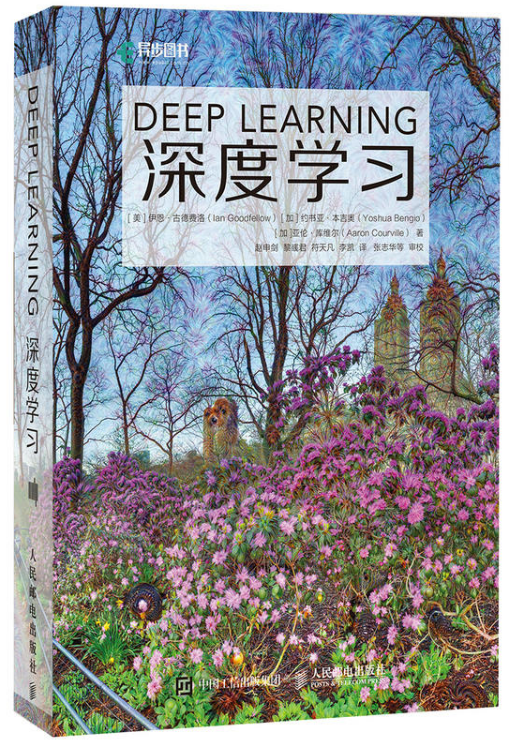 异步图书
DEEP LEARNING
深度学习
[美]伊恩·古德费洛(Ian Goodfellow)[加]约书亚·本吉奥(Yoshua Bengio)
[加]亚伦·库维尔(Aaron Courville) 著
赵申剑 黎彧君 符天凡 李凯 译 张志华等 审校
中国工信出版集团
人民邮电出版社
POSTS & TELECOM PRESS
DEEP LEARNING 深度学习
人民邮电出版社